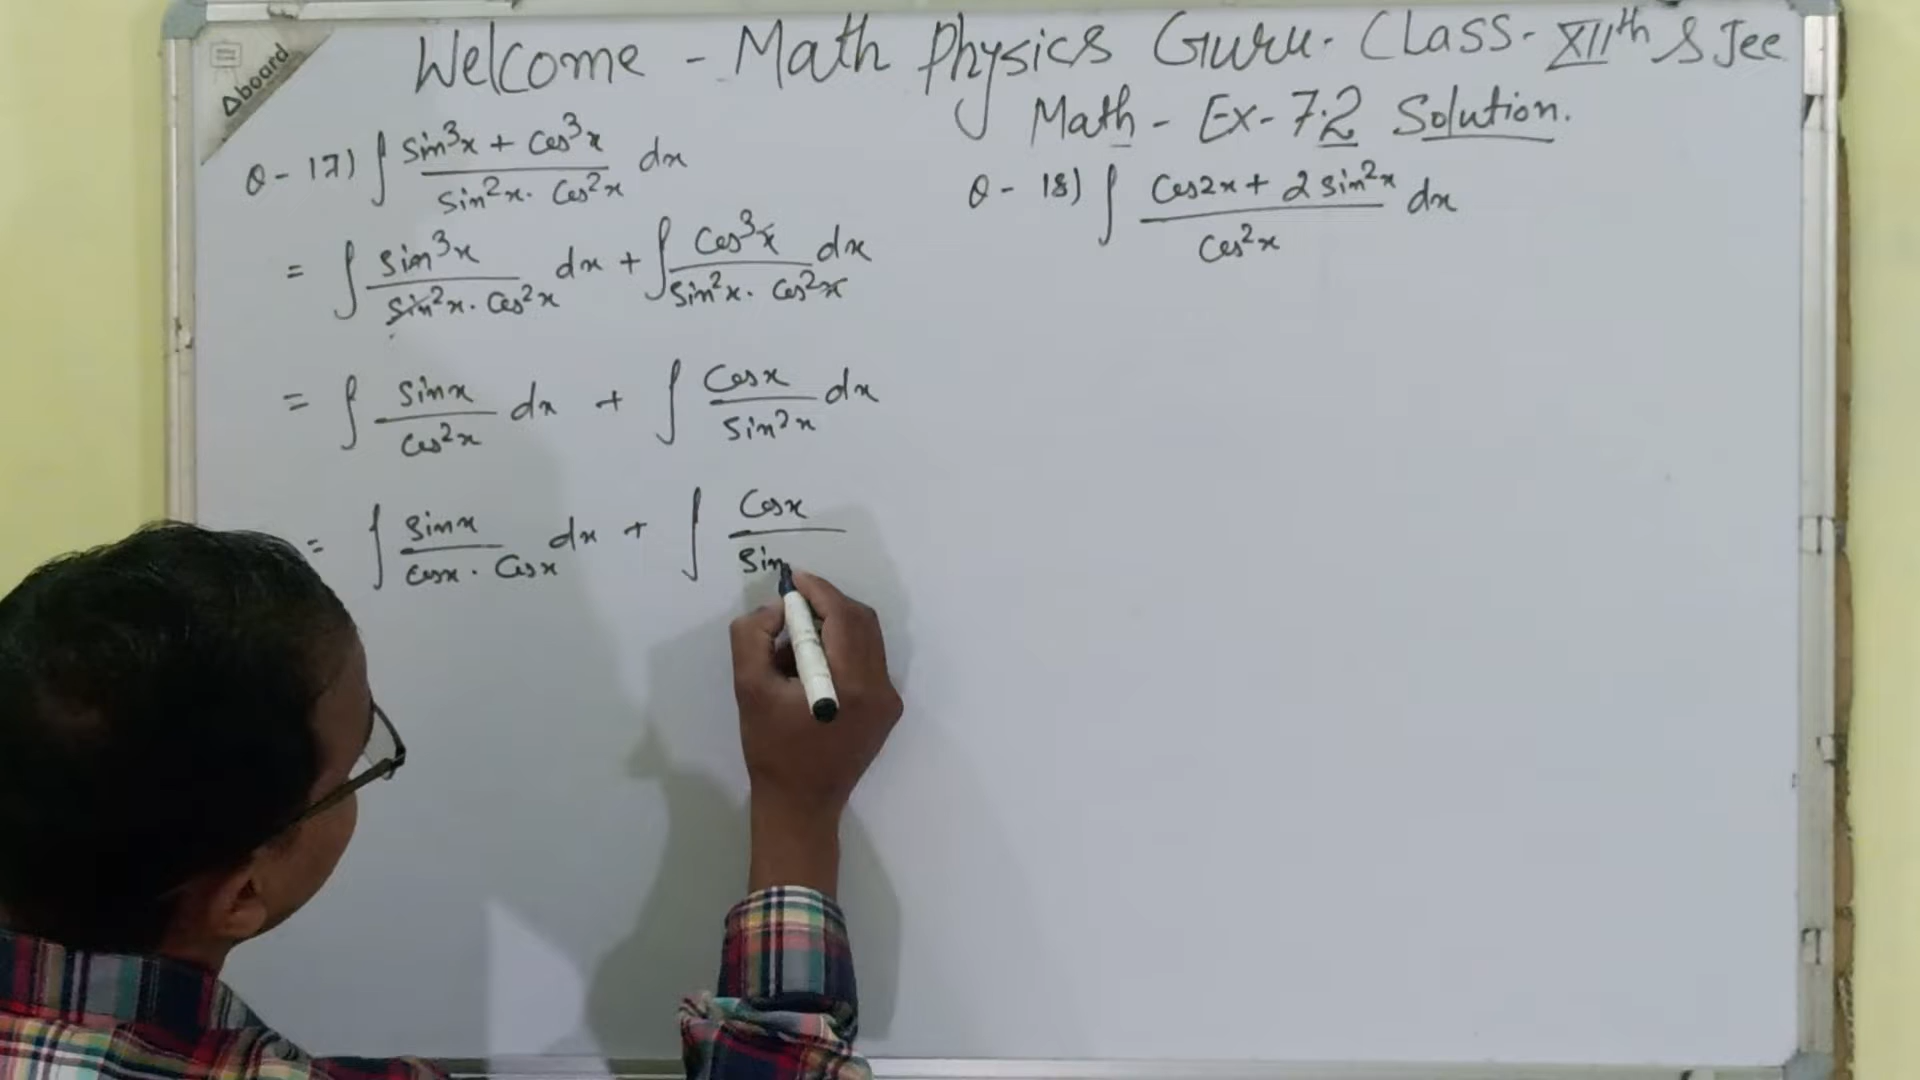 Δboard
Welcome - Math Physics Guru. Class - XIIth & Jee
Math - Ex - 7.2 Solution.
Q - 17) ∫ (Sin³x + Cos³x) / (Sin²x. Cos²x) dx
= ∫ Sin³x / (Sin²x. Cos²x) dx + ∫ Cos³x / (Sin²x. Cos²x) dx
= ∫ Sinx / Cos²x dx + ∫ Cosx / Sin²x dx
= ∫ Sinx / (Cosx. Cosx) dx + ∫ Cosx / Sin
Q - 18) ∫ (Cos2x + 2 Sin²x) / Cos²x dx